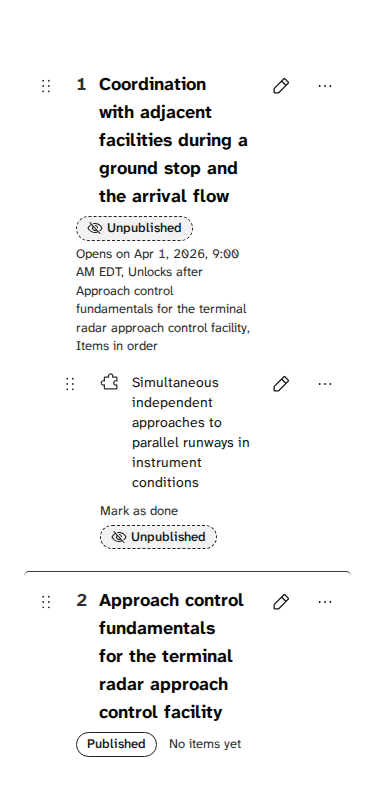 1 Coordination
with adjacent
facilities during a
ground stop and
the arrival flow
Unpublished
Opens on Apr 1, 2026, 9:00
AM EDT, Unlocks after
Approach control
fundamentals for the terminal
radar approach control facility,
Items in order
Simultaneous
independent
approaches to
parallel runways in
instrument
conditions
Mark as done
Unpublished
2 Approach control
fundamentals
for the terminal
radar approach
control facility
Published No items yet